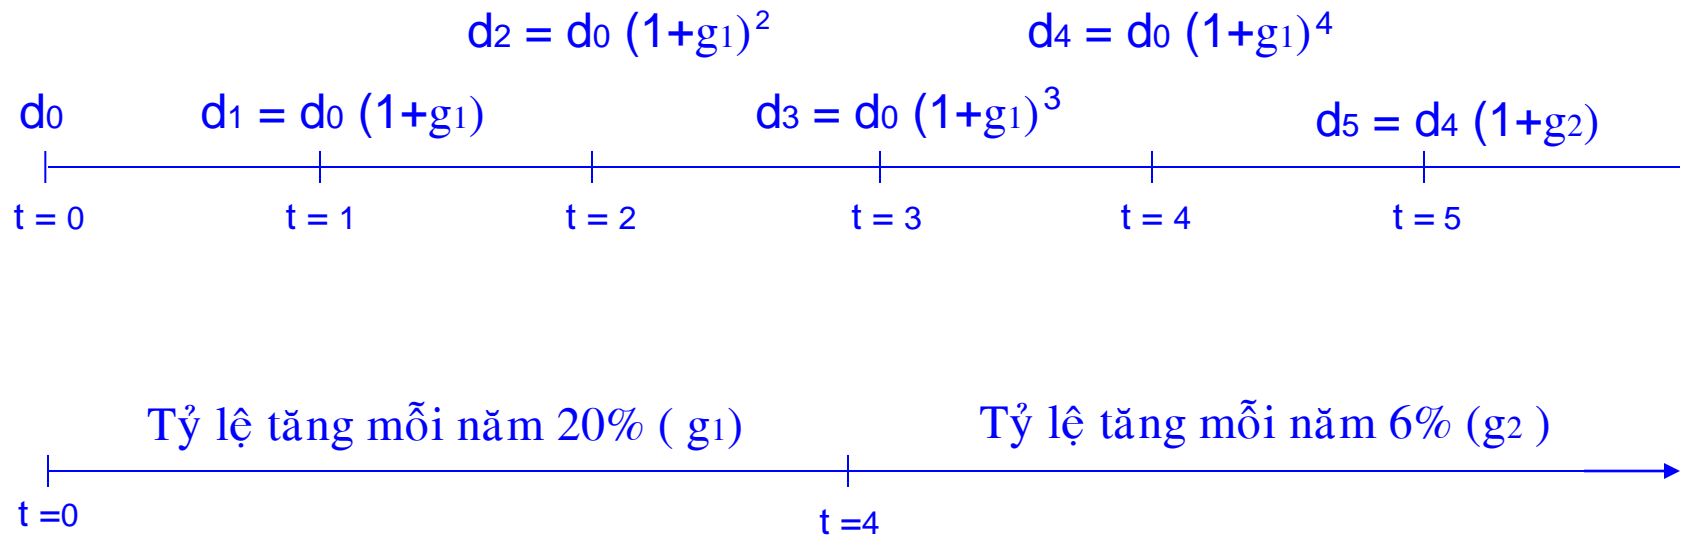 d2 = d0 (1+g1)² d4 = d0 (1+g1)⁴
d0 d1 = d0 (1+g1) d3 = d0 (1+g1)³ d5 = d4 (1+g2)
t = 0 t = 1 t = 2 t = 3 t = 4 t = 5
Tỷ lệ tăng mỗi năm 20% ( g1) Tỷ lệ tăng mỗi năm 6% (g2 )
t =0 t =4